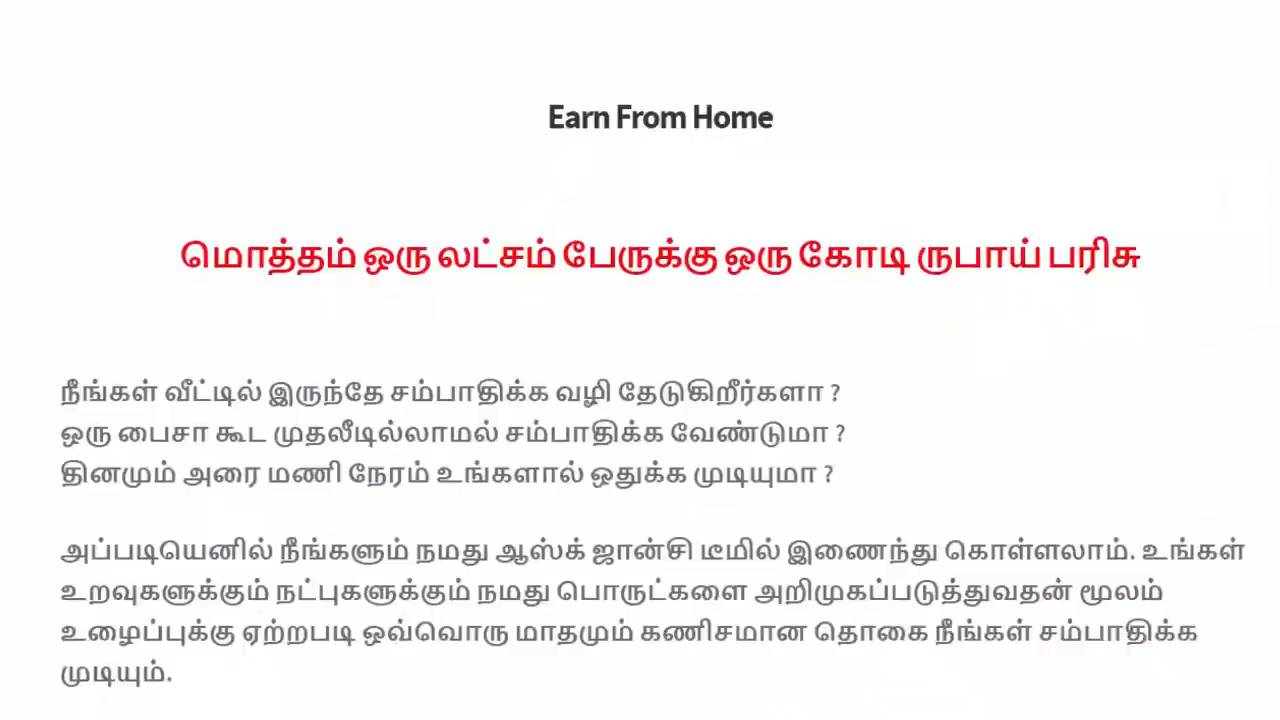 Earn From Home
மொத்தம் ஒரு லட்சம் பேருக்கு ஒரு கோடி ருபாய் பரிசு
நீங்கள் வீட்டில் இருந்தே சம்பாதிக்க வழி தேடுகிறீர்களா ?
ஒரு பைசா கூட முதலீடில்லாமல் சம்பாதிக்க வேண்டுமா ?
தினமும் அரை மணி நேரம் உங்களால் ஒதுக்க முடியுமா ?
அப்படியெனில் நீங்களும் நமது ஆஸ்க் ஜான்சி டீமில் இணைந்து கொள்ளலாம். உங்கள்
உறவுகளுக்கும் நட்புகளுக்கும் நமது பொருட்களை அறிமுகப்படுத்துவதன் மூலம்
உழைப்புக்கு ஏற்றபடி ஒவ்வொரு மாதமும் கணிசமான தொகை நீங்கள் சம்பாதிக்க
முடியும்.